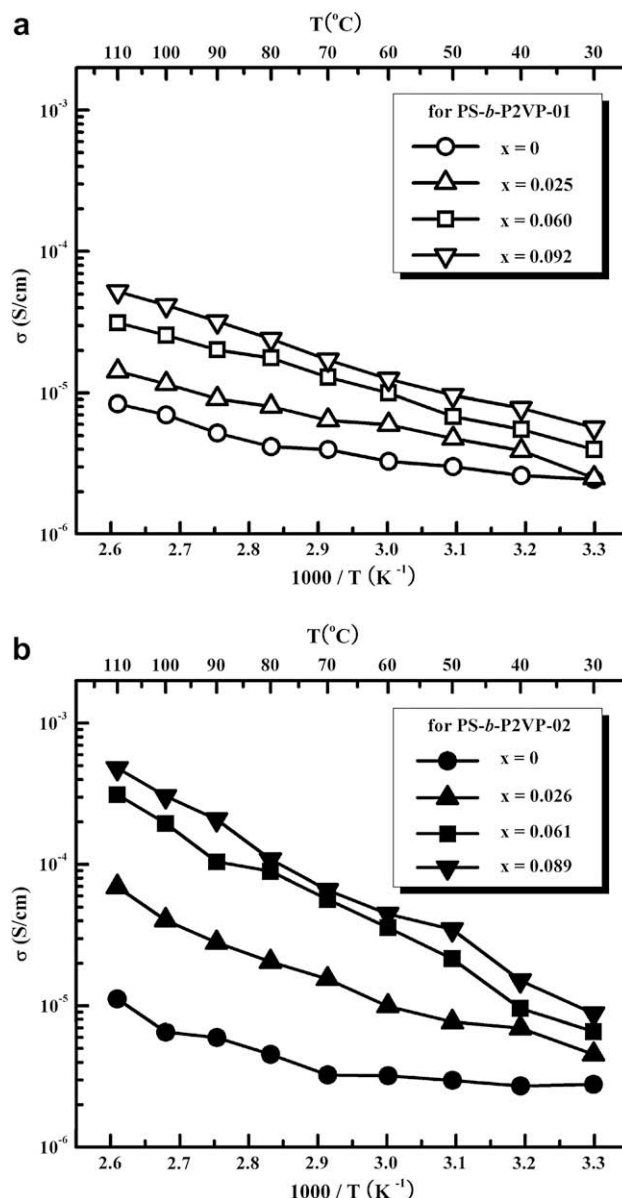 a
T(°C)
110 100 90 80 70 60 50 40 30
10⁻³
10⁻⁴
10⁻⁵
10⁻⁶
σ (S/cm)
for PS-b-P2VP-01
x = 0
x = 0.025
x = 0.060
x = 0.092
2.6 2.7 2.8 2.9 3.0 3.1 3.2 3.3
1000 / T (K⁻¹)
b
T(°C)
110 100 90 80 70 60 50 40 30
10⁻³
10⁻⁴
10⁻⁵
10⁻⁶
σ (S/cm)
for PS-b-P2VP-02
x = 0
x = 0.026
x = 0.061
x = 0.089
2.6 2.7 2.8 2.9 3.0 3.1 3.2 3.3
1000 / T (K⁻¹)